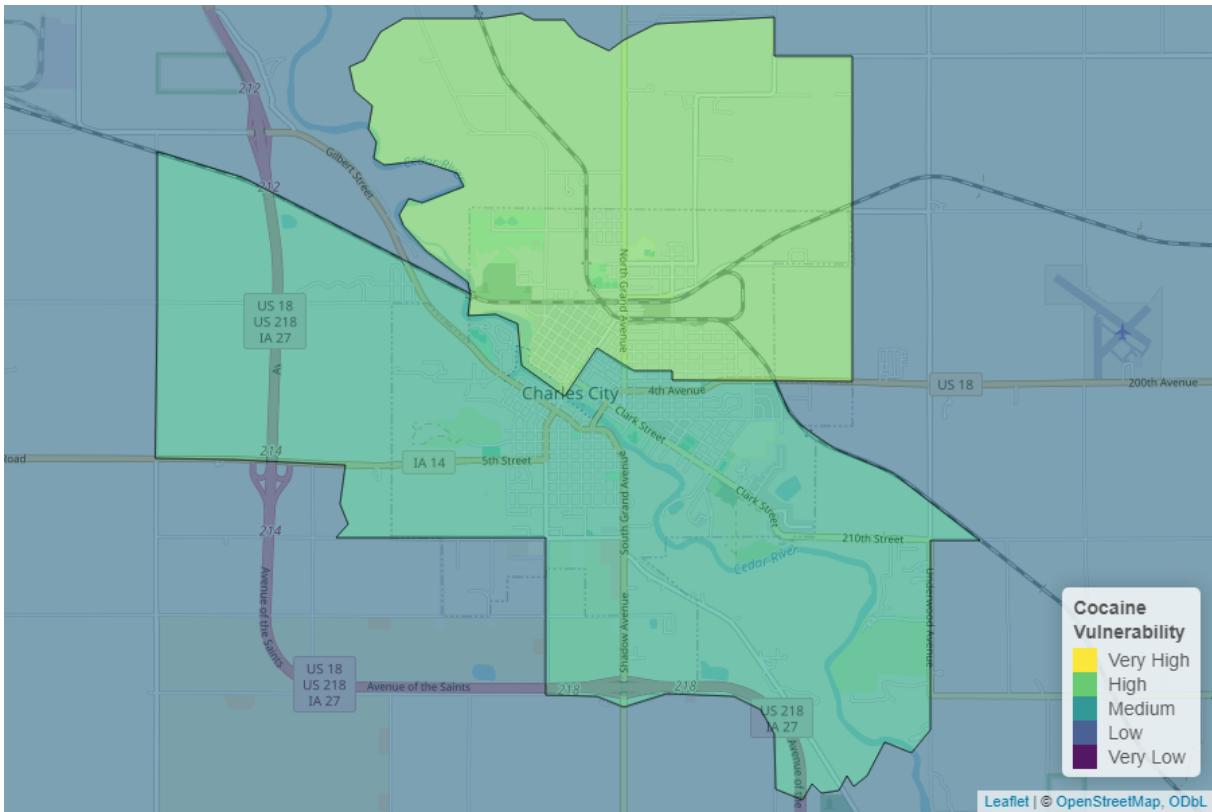 212
Gilbert Street
Cedar River
212
North Grand Avenue
US 18
US 218
IA 27
Av
Charles City
4th Avenue
US 18
200th Avenue
Clark Street
214
Road
IA 14
5th Street
South Grand Avenue
Clark Street
214
210th Street
Cedar River
Avenue of the Saints
Shadow Avenue
Underwood Avenue
US 18
US 218
IA 27
Avenue of the Saints
218
218
US 218
IA 27
Avenue of the
Cocaine
Vulnerability
Very High
High
Medium
Low
Very Low
Leaflet | © OpenStreetMap, ODbL